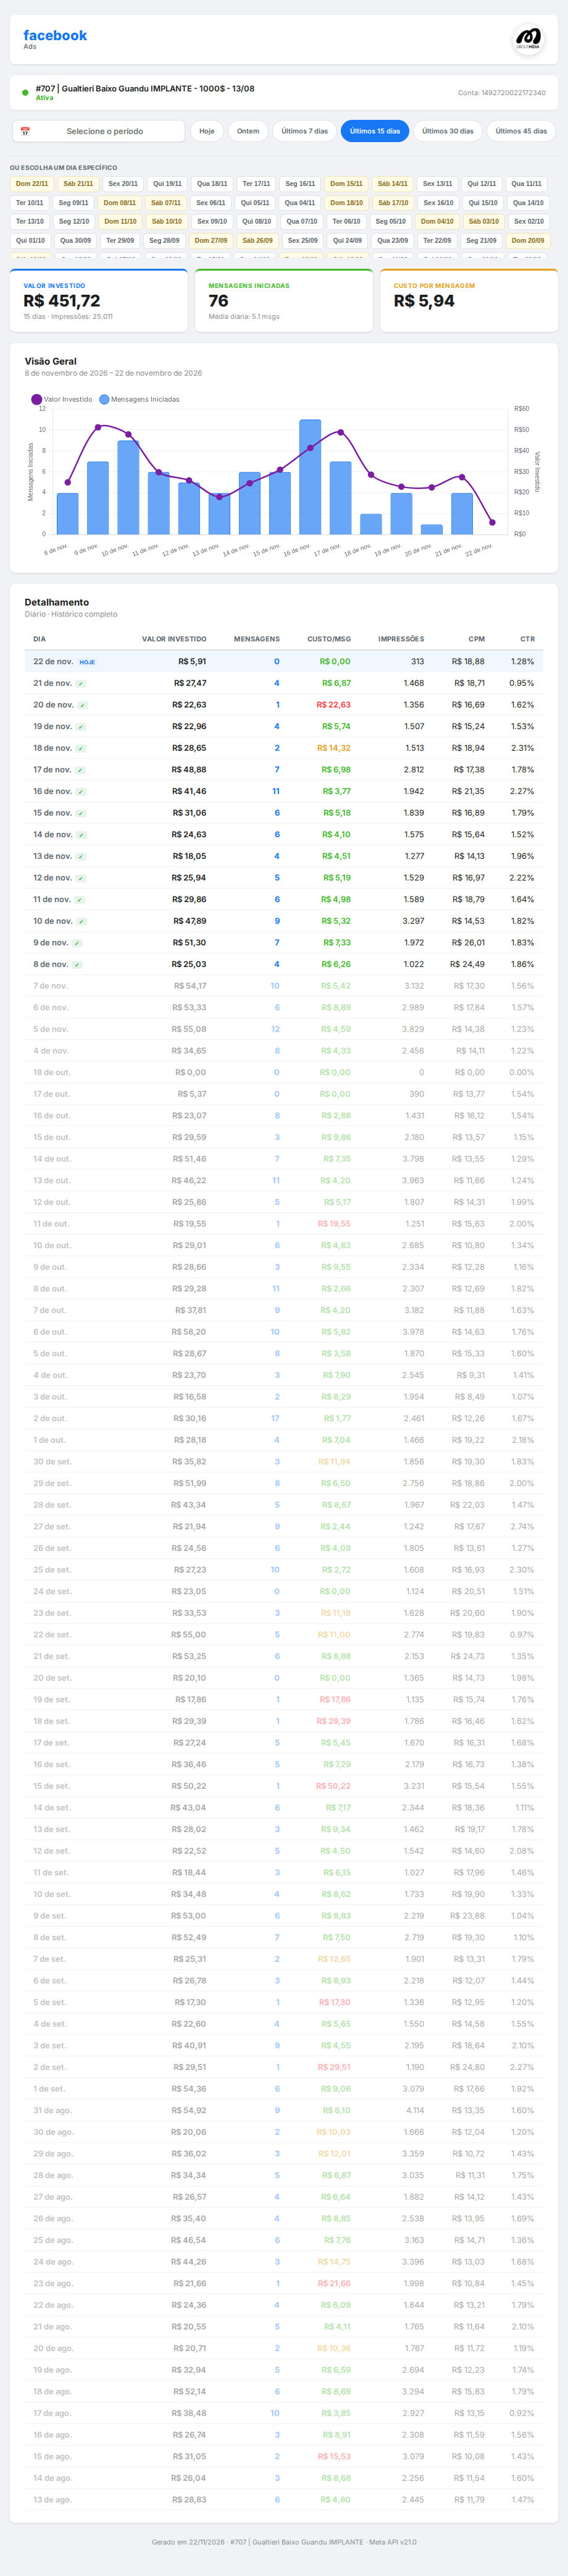 facebook
Ads
DBOUT MÍDIA
#707 | Gualtieri Baixo Guandu IMPLANTE - 1000$ - 13/08
Ativa
Conta: 1492720022172340
📅 Selecione o período Hoje Ontem Últimos 7 dias Últimos 15 dias Últimos 30 dias Últimos 45 dias
OU ESCOLHA UM DIA ESPECÍFICO
Dom 22/11 Sáb 21/11 Sex 20/11 Qui 19/11 Qua 18/11 Ter 17/11 Seg 16/11 Dom 15/11 Sáb 14/11 Sex 13/11 Qui 12/11 Qua 11/11
Ter 10/11 Seg 09/11 Dom 08/11 Sáb 07/11 Sex 06/11 Qui 05/11 Qua 04/11 Dom 18/10 Sáb 17/10 Sex 16/10 Qui 15/10 Qua 14/10
Ter 13/10 Seg 12/10 Dom 11/10 Sáb 10/10 Sex 09/10 Qui 08/10 Qua 07/10 Ter 06/10 Seg 05/10 Dom 04/10 Sáb 03/10 Sex 02/10
Qui 01/10 Qua 30/09 Ter 29/09 Seg 28/09 Dom 27/09 Sáb 26/09 Sex 25/09 Qui 24/09 Qua 23/09 Ter 22/09 Seg 21/09 Dom 20/09
VALOR INVESTIDO
R$ 451,72
15 dias · Impressões: 25.011
MENSAGENS INICIADAS
76
Média diária: 5.1 msgs
CUSTO POR MENSAGEM
R$ 5,94
Visão Geral
8 de novembro de 2026 – 22 de novembro de 2026
Valor Investido Mensagens Iniciadas
12 R$60
10 R$50
8 R$40
6 R$30
4 R$20
2 R$10
0 R$0
Mensagens Iniciadas
Valor Investido
8 de nov. 9 de nov. 10 de nov. 11 de nov. 12 de nov. 13 de nov. 14 de nov. 15 de nov. 16 de nov. 17 de nov. 18 de nov. 19 de nov. 20 de nov. 21 de nov. 22 de nov.
Detalhamento
Diário · Histórico completo
DIA VALOR INVESTIDO MENSAGENS CUSTO/MSG IMPRESSÕES CPM CTR
22 de nov. HOJE R$ 5,91 0 R$ 0,00 313 R$ 18,88 1.28%
21 de nov. ✓ R$ 27,47 4 R$ 6,87 1.468 R$ 18,71 0.95%
20 de nov. ✓ R$ 22,63 1 R$ 22,63 1.356 R$ 16,69 1.62%
19 de nov. ✓ R$ 22,96 4 R$ 5,74 1.507 R$ 15,24 1.53%
18 de nov. ✓ R$ 28,65 2 R$ 14,32 1.513 R$ 18,94 2.31%
17 de nov. ✓ R$ 48,88 7 R$ 6,98 2.812 R$ 17,38 1.78%
16 de nov. ✓ R$ 41,46 11 R$ 3,77 1.942 R$ 21,35 2.27%
15 de nov. ✓ R$ 31,06 6 R$ 5,18 1.839 R$ 16,89 1.79%
14 de nov. ✓ R$ 24,63 6 R$ 4,10 1.575 R$ 15,64 1.52%
13 de nov. ✓ R$ 18,05 4 R$ 4,51 1.277 R$ 14,13 1.96%
12 de nov. ✓ R$ 25,94 5 R$ 5,19 1.529 R$ 16,97 2.22%
11 de nov. ✓ R$ 29,86 6 R$ 4,98 1.589 R$ 18,79 1.64%
10 de nov. ✓ R$ 47,89 9 R$ 5,32 3.297 R$ 14,53 1.82%
9 de nov. ✓ R$ 51,30 7 R$ 7,33 1.972 R$ 26,01 1.83%
8 de nov. ✓ R$ 25,03 4 R$ 6,26 1.022 R$ 24,49 1.86%
7 de nov. R$ 54,17 10 R$ 5,42 3.132 R$ 17,30 1.56%
6 de nov. R$ 53,33 6 R$ 8,89 2.989 R$ 17,84 1.57%
5 de nov. R$ 55,08 12 R$ 4,59 3.829 R$ 14,38 1.23%
4 de nov. R$ 34,65 8 R$ 4,33 2.456 R$ 14,11 1.22%
18 de out. R$ 0,00 0 R$ 0,00 0 R$ 0,00 0.00%
17 de out. R$ 5,37 0 R$ 0,00 390 R$ 13,77 1.54%
16 de out. R$ 23,07 8 R$ 2,88 1.431 R$ 16,12 1.54%
15 de out. R$ 29,59 3 R$ 9,86 2.180 R$ 13,57 1.15%
14 de out. R$ 51,46 7 R$ 7,35 3.798 R$ 13,55 1.29%
13 de out. R$ 46,22 11 R$ 4,20 3.963 R$ 11,66 1.24%
12 de out. R$ 25,86 5 R$ 5,17 1.807 R$ 14,31 1.99%
11 de out. R$ 19,55 1 R$ 19,55 1.251 R$ 15,63 2.00%
10 de out. R$ 29,01 6 R$ 4,83 2.685 R$ 10,80 1.34%
9 de out. R$ 28,66 3 R$ 9,55 2.334 R$ 12,28 1.16%
8 de out. R$ 29,28 11 R$ 2,66 2.307 R$ 12,69 1.82%
7 de out. R$ 37,81 9 R$ 4,20 3.182 R$ 11,88 1.63%
6 de out. R$ 58,20 10 R$ 5,82 3.978 R$ 14,63 1.76%
5 de out. R$ 28,67 8 R$ 3,58 1.870 R$ 15,33 1.60%
4 de out. R$ 23,70 3 R$ 7,90 2.545 R$ 9,31 1.41%
3 de out. R$ 16,58 2 R$ 8,29 1.954 R$ 8,49 1.07%
2 de out. R$ 30,16 17 R$ 1,77 2.461 R$ 12,26 1.67%
1 de out. R$ 28,18 4 R$ 7,04 1.466 R$ 19,22 2.18%
30 de set. R$ 35,82 3 R$ 11,94 1.856 R$ 19,30 1.83%
29 de set. R$ 51,99 8 R$ 6,50 2.756 R$ 18,86 2.00%
28 de set. R$ 43,34 5 R$ 8,67 1.967 R$ 22,03 1.47%
27 de set. R$ 21,94 9 R$ 2,44 1.242 R$ 17,67 2.74%
26 de set. R$ 24,56 6 R$ 4,09 1.805 R$ 13,61 1.27%
25 de set. R$ 27,23 10 R$ 2,72 1.608 R$ 16,93 2.30%
24 de set. R$ 23,05 0 R$ 0,00 1.124 R$ 20,51 1.51%
23 de set. R$ 33,53 3 R$ 11,18 1.628 R$ 20,60 1.90%
22 de set. R$ 55,00 5 R$ 11,00 2.774 R$ 19,83 0.97%
21 de set. R$ 53,25 6 R$ 8,88 2.153 R$ 24,73 1.35%
20 de set. R$ 20,10 0 R$ 0,00 1.365 R$ 14,73 1.98%
19 de set. R$ 17,86 1 R$ 17,86 1.135 R$ 15,74 1.76%
18 de set. R$ 29,39 1 R$ 29,39 1.786 R$ 16,46 1.62%
17 de set. R$ 27,24 5 R$ 5,45 1.670 R$ 16,31 1.68%
16 de set. R$ 36,46 5 R$ 7,29 2.179 R$ 16,73 1.38%
15 de set. R$ 50,22 1 R$ 50,22 3.231 R$ 15,54 1.55%
14 de set. R$ 43,04 6 R$ 7,17 2.344 R$ 18,36 1.11%
13 de set. R$ 28,02 3 R$ 9,34 1.462 R$ 19,17 1.78%
12 de set. R$ 22,52 5 R$ 4,50 1.542 R$ 14,60 2.08%
11 de set. R$ 18,44 3 R$ 6,15 1.027 R$ 17,96 1.46%
10 de set. R$ 34,48 4 R$ 8,62 1.733 R$ 19,90 1.33%
9 de set. R$ 53,00 6 R$ 8,83 2.219 R$ 23,88 1.04%
8 de set. R$ 52,49 7 R$ 7,50 2.719 R$ 19,30 1.10%
7 de set. R$ 25,31 2 R$ 12,65 1.901 R$ 13,31 1.79%
6 de set. R$ 26,78 3 R$ 8,93 2.218 R$ 12,07 1.44%
5 de set. R$ 17,30 1 R$ 17,30 1.336 R$ 12,95 1.20%
4 de set. R$ 22,60 4 R$ 5,65 1.550 R$ 14,58 1.55%
3 de set. R$ 40,91 9 R$ 4,55 2.195 R$ 18,64 2.10%
2 de set. R$ 29,51 1 R$ 29,51 1.190 R$ 24,80 2.27%
1 de set. R$ 54,36 6 R$ 9,06 3.079 R$ 17,66 1.92%
31 de ago. R$ 54,92 9 R$ 6,10 4.114 R$ 13,35 1.60%
30 de ago. R$ 20,06 2 R$ 10,03 1.666 R$ 12,04 1.20%
29 de ago. R$ 36,02 3 R$ 12,01 3.359 R$ 10,72 1.43%
28 de ago. R$ 34,34 5 R$ 6,87 3.035 R$ 11,31 1.75%
27 de ago. R$ 26,57 4 R$ 6,64 1.882 R$ 14,12 1.43%
26 de ago. R$ 35,40 4 R$ 8,85 2.538 R$ 13,95 1.69%
25 de ago. R$ 46,54 6 R$ 7,76 3.163 R$ 14,71 1.36%
24 de ago. R$ 44,26 3 R$ 14,75 3.396 R$ 13,03 1.68%
23 de ago. R$ 21,66 1 R$ 21,66 1.998 R$ 10,84 1.45%
22 de ago. R$ 24,36 4 R$ 6,09 1.844 R$ 13,21 1.79%
21 de ago. R$ 20,55 5 R$ 4,11 1.765 R$ 11,64 2.10%
20 de ago. R$ 20,71 2 R$ 10,36 1.767 R$ 11,72 1.19%
19 de ago. R$ 32,94 5 R$ 6,59 2.694 R$ 12,23 1.74%
18 de ago. R$ 52,14 6 R$ 8,69 3.294 R$ 15,83 1.79%
17 de ago. R$ 38,48 10 R$ 3,85 2.927 R$ 13,15 0.92%
16 de ago. R$ 26,74 3 R$ 8,91 2.308 R$ 11,59 1.56%
15 de ago. R$ 31,05 2 R$ 15,53 3.079 R$ 10,08 1.43%
14 de ago. R$ 26,04 3 R$ 8,68 2.256 R$ 11,54 1.60%
13 de ago. R$ 28,83 6 R$ 4,80 2.445 R$ 11,79 1.47%
Gerado em 22/11/2026 · #707 | Gualtieri Baixo Guandu IMPLANTE · Meta API v21.0